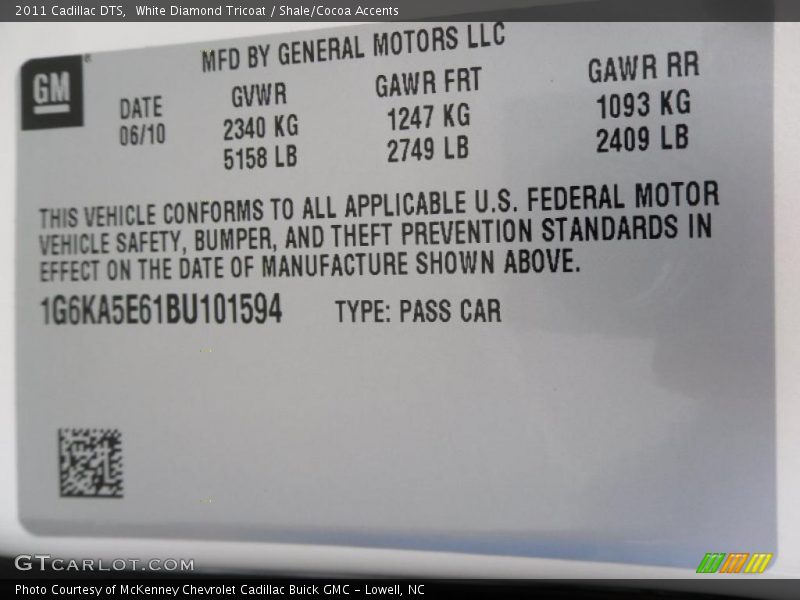 2011 Cadillac DTS,  White Diamond Tricoat / Shale/Cocoa Accents
GM
MFD BY GENERAL MOTORS LLC
DATE
06/10
GVWR
2340 KG
5158 LB
GAWR FRT
1247 KG
2749 LB
GAWR RR
1093 KG
2409 LB
THIS VEHICLE CONFORMS TO ALL APPLICABLE U.S. FEDERAL MOTOR
VEHICLE SAFETY, BUMPER, AND THEFT PREVENTION STANDARDS IN
EFFECT ON THE DATE OF MANUFACTURE SHOWN ABOVE.
1G6KA5E61BU101594
TYPE: PASS CAR
GTCARLOT.COM
Photo Courtesy of McKenney Chevrolet Cadillac Buick GMC – Lowell, NC